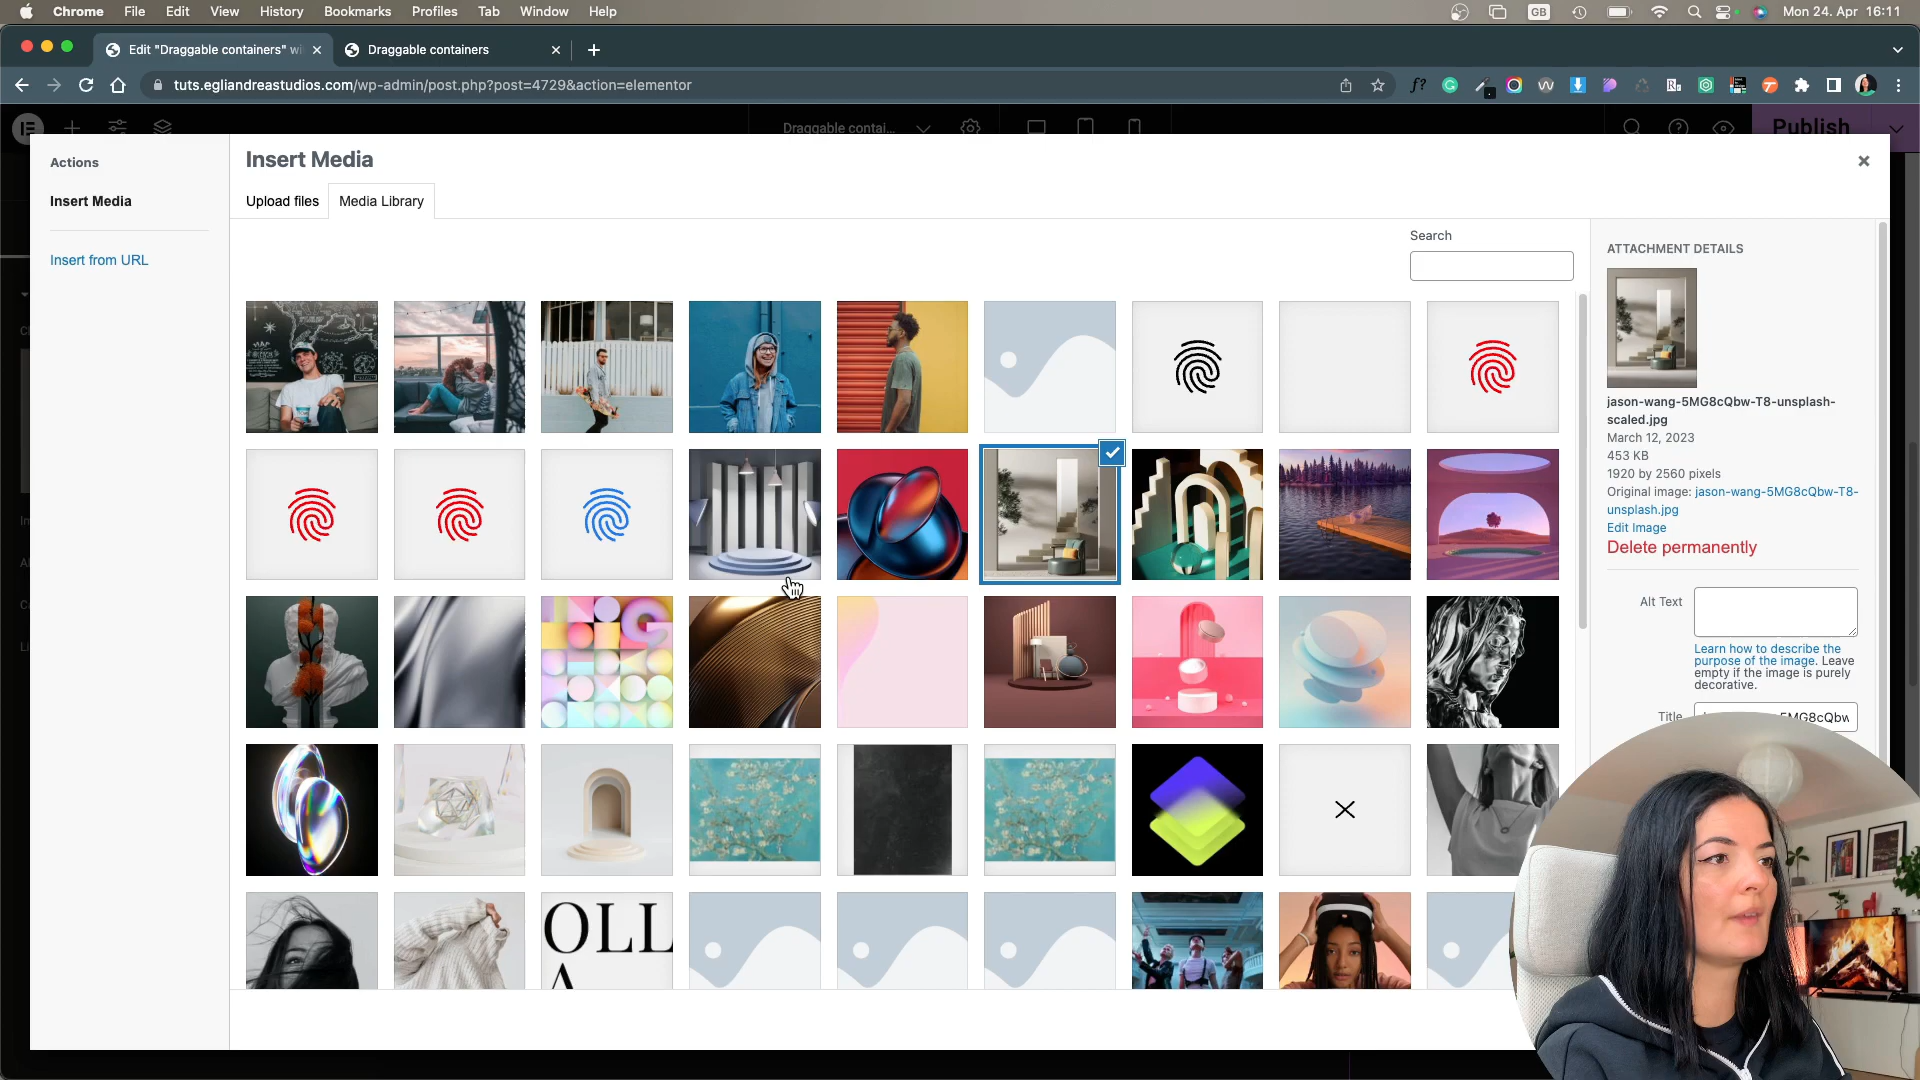 Chrome File Edit View History Bookmarks Profiles Tab Window Help GB Mon 24. Apr 16:11
Edit "Draggable containers" wi Draggable containers
tuts.egliandreastudios.com/wp-admin/post.php?post=4729&action=elementor
Draggable contai... Publish
Actions
Insert Media
Insert from URL
Insert Media
Upload files Media Library
Search
ATTACHMENT DETAILS
jason-wang-5MG8cQbw-T8-unsplash-
scaled.jpg
March 12, 2023
453 KB
1920 by 2560 pixels
Original image: jason-wang-5MG8cQbw-T8-
unsplash.jpg
Edit Image
Delete permanently
Alt Text
Learn how to describe the
purpose of the image. Leave
empty if the image is purely
decorative.
Title
OLL
A